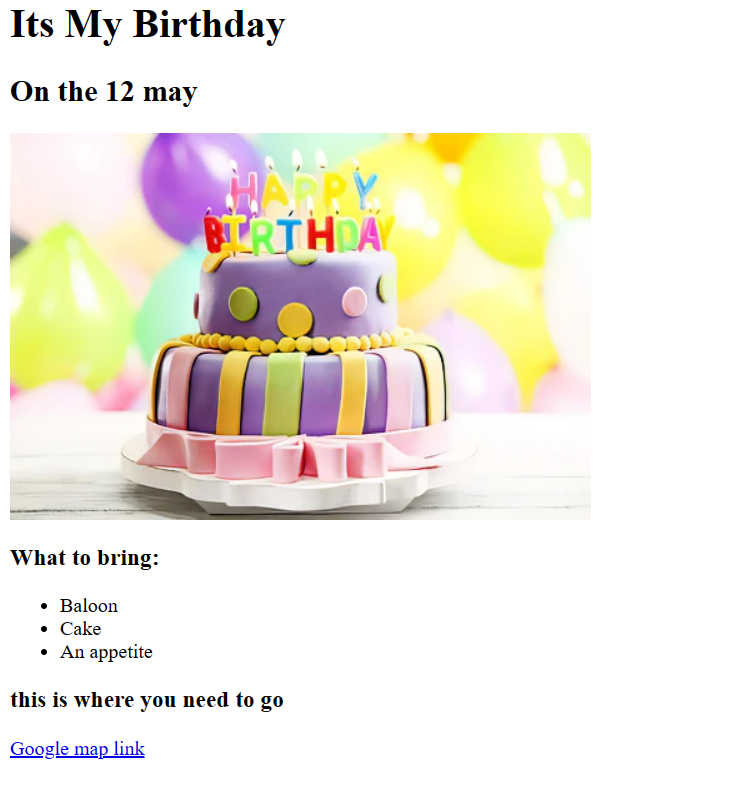 Its My Birthday
On the 12 may
HAPPY
BIRTHDAY
What to bring:
Baloon
Cake
An appetite
this is where you need to go
Google map link